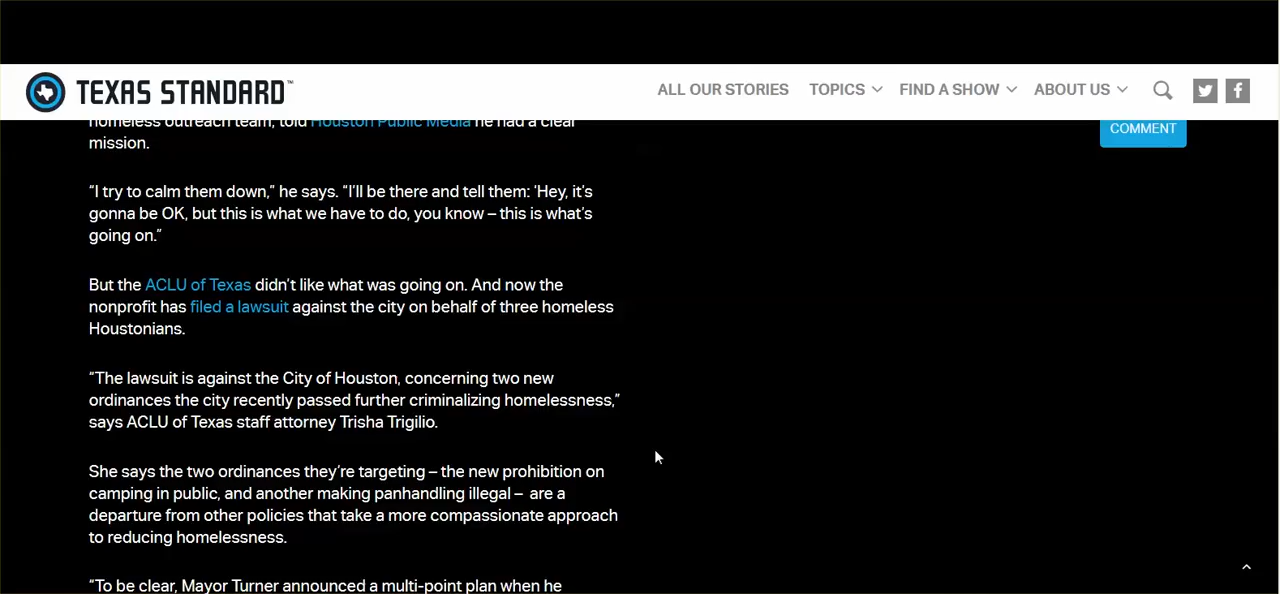 TEXAS STANDARD™
ALL OUR STORIES TOPICS FIND A SHOW ABOUT US
COMMENT
homeless outreach team, told Houston Public Media he had a clear
mission.
“I try to calm them down,” he says. “I’ll be there and tell them: ‘Hey, it’s
gonna be OK, but this is what we have to do, you know – this is what’s
going on.”
But the ACLU of Texas didn’t like what was going on. And now the
nonprofit has filed a lawsuit against the city on behalf of three homeless
Houstonians.
“The lawsuit is against the City of Houston, concerning two new
ordinances the city recently passed further criminalizing homelessness,”
says ACLU of Texas staff attorney Trisha Trigilio.
She says the two ordinances they’re targeting – the new prohibition on
camping in public, and another making panhandling illegal – are a
departure from other policies that take a more compassionate approach
to reducing homelessness.
“To be clear, Mayor Turner announced a multi-point plan when he